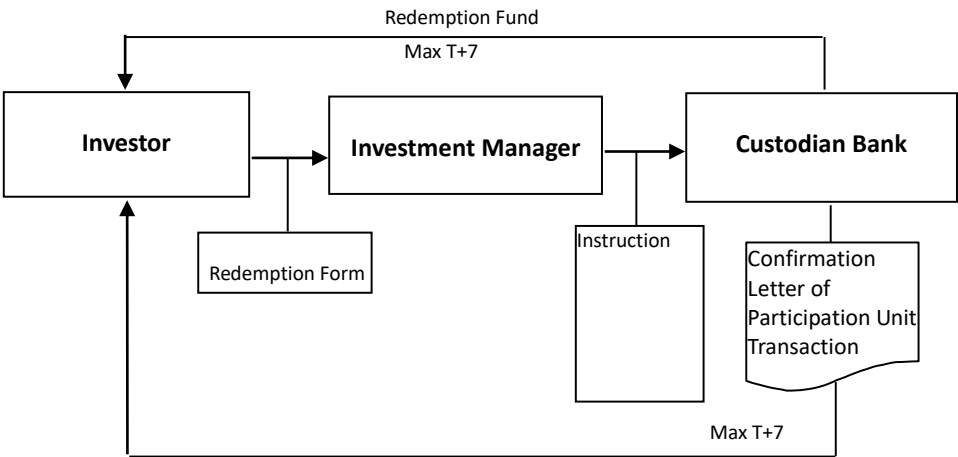 Redemption Fund
Max T+7
Investor
Investment Manager
Custodian Bank
Redemption Form
Instruction
Confirmation
Letter of
Participation Unit
Transaction
Max T+7